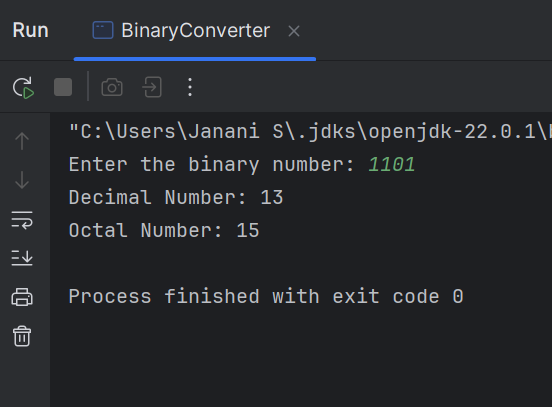 Run BinaryConverter
"C:\Users\Janani S\.jdks\openjdk-22.0.1\b
Enter the binary number: 1101
Decimal Number: 13
Octal Number: 15
Process finished with exit code 0